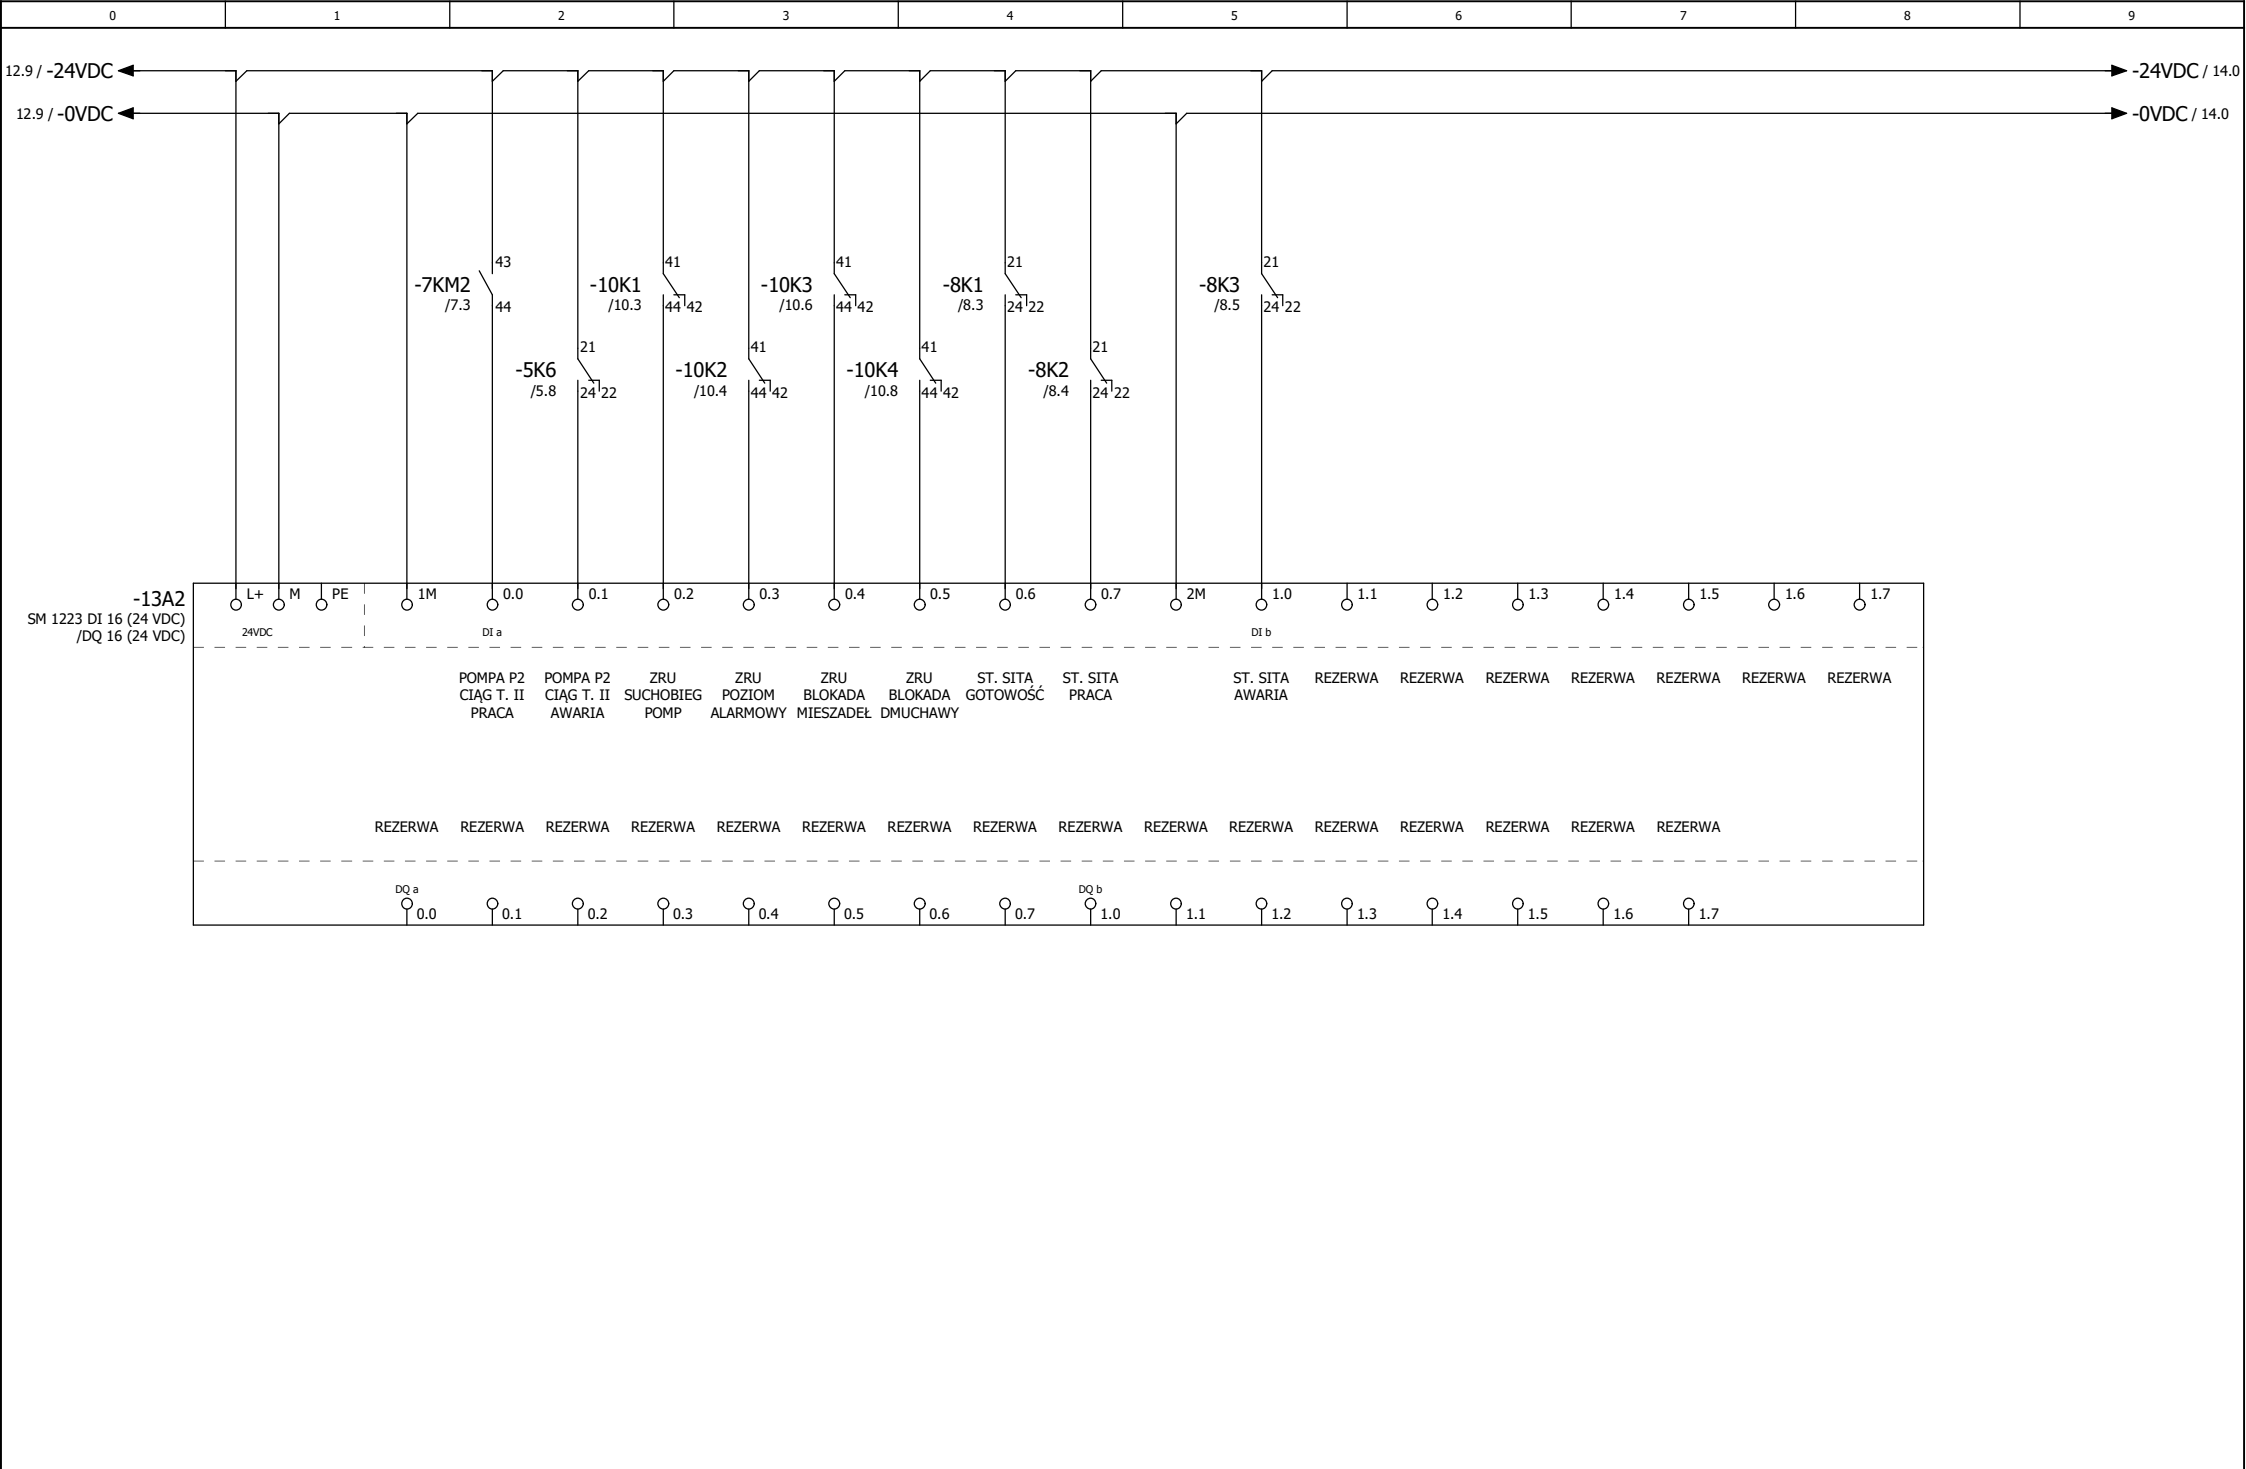 0 1 2 3 4 5 6 7 8 9
12.9 / -24VDC
-24VDC / 14.0
12.9 / -0VDC
-0VDC / 14.0
43 41 41 21 21
-7KM2 -10K1 -10K3 -8K1 -8K3
/7.3 44 /10.3 44 42 /10.6 44 42 /8.3 24 22 /8.5 24 22
21 41 41 21
-5K6 -10K2 -10K4 -8K2
/5.8 24 22 /10.4 44 42 /10.8 44 42 /8.4 24 22
-13A2
SM 1223 DI 16 (24 VDC)
/DQ 16 (24 VDC)
L+ M PE 1M 0.0 0.1 0.2 0.3 0.4 0.5 0.6 0.7 2M 1.0 1.1 1.2 1.3 1.4 1.5 1.6 1.7
24VDC DI a DI b
POMPA P2
CIĄG T. II
PRACA
POMPA P2
CIĄG T. II
AWARIA
ZRU
SUCHOBIEG
POMP
ZRU
POZIOM
ALARMOWY
ZRU
BLOKADA
MIESZADEŁ
ZRU
BLOKADA
DMUCHAWY
ST. SITA
GOTOWOŚĆ
ST. SITA
PRACA
ST. SITA
AWARIA
REZERWA REZERWA REZERWA REZERWA REZERWA REZERWA REZERWA
REZERWA REZERWA REZERWA REZERWA REZERWA REZERWA REZERWA REZERWA REZERWA REZERWA REZERWA REZERWA REZERWA REZERWA REZERWA REZERWA
DQ a DQ b
0.0 0.1 0.2 0.3 0.4 0.5 0.6 0.7 1.0 1.1 1.2 1.3 1.4 1.5 1.6 1.7